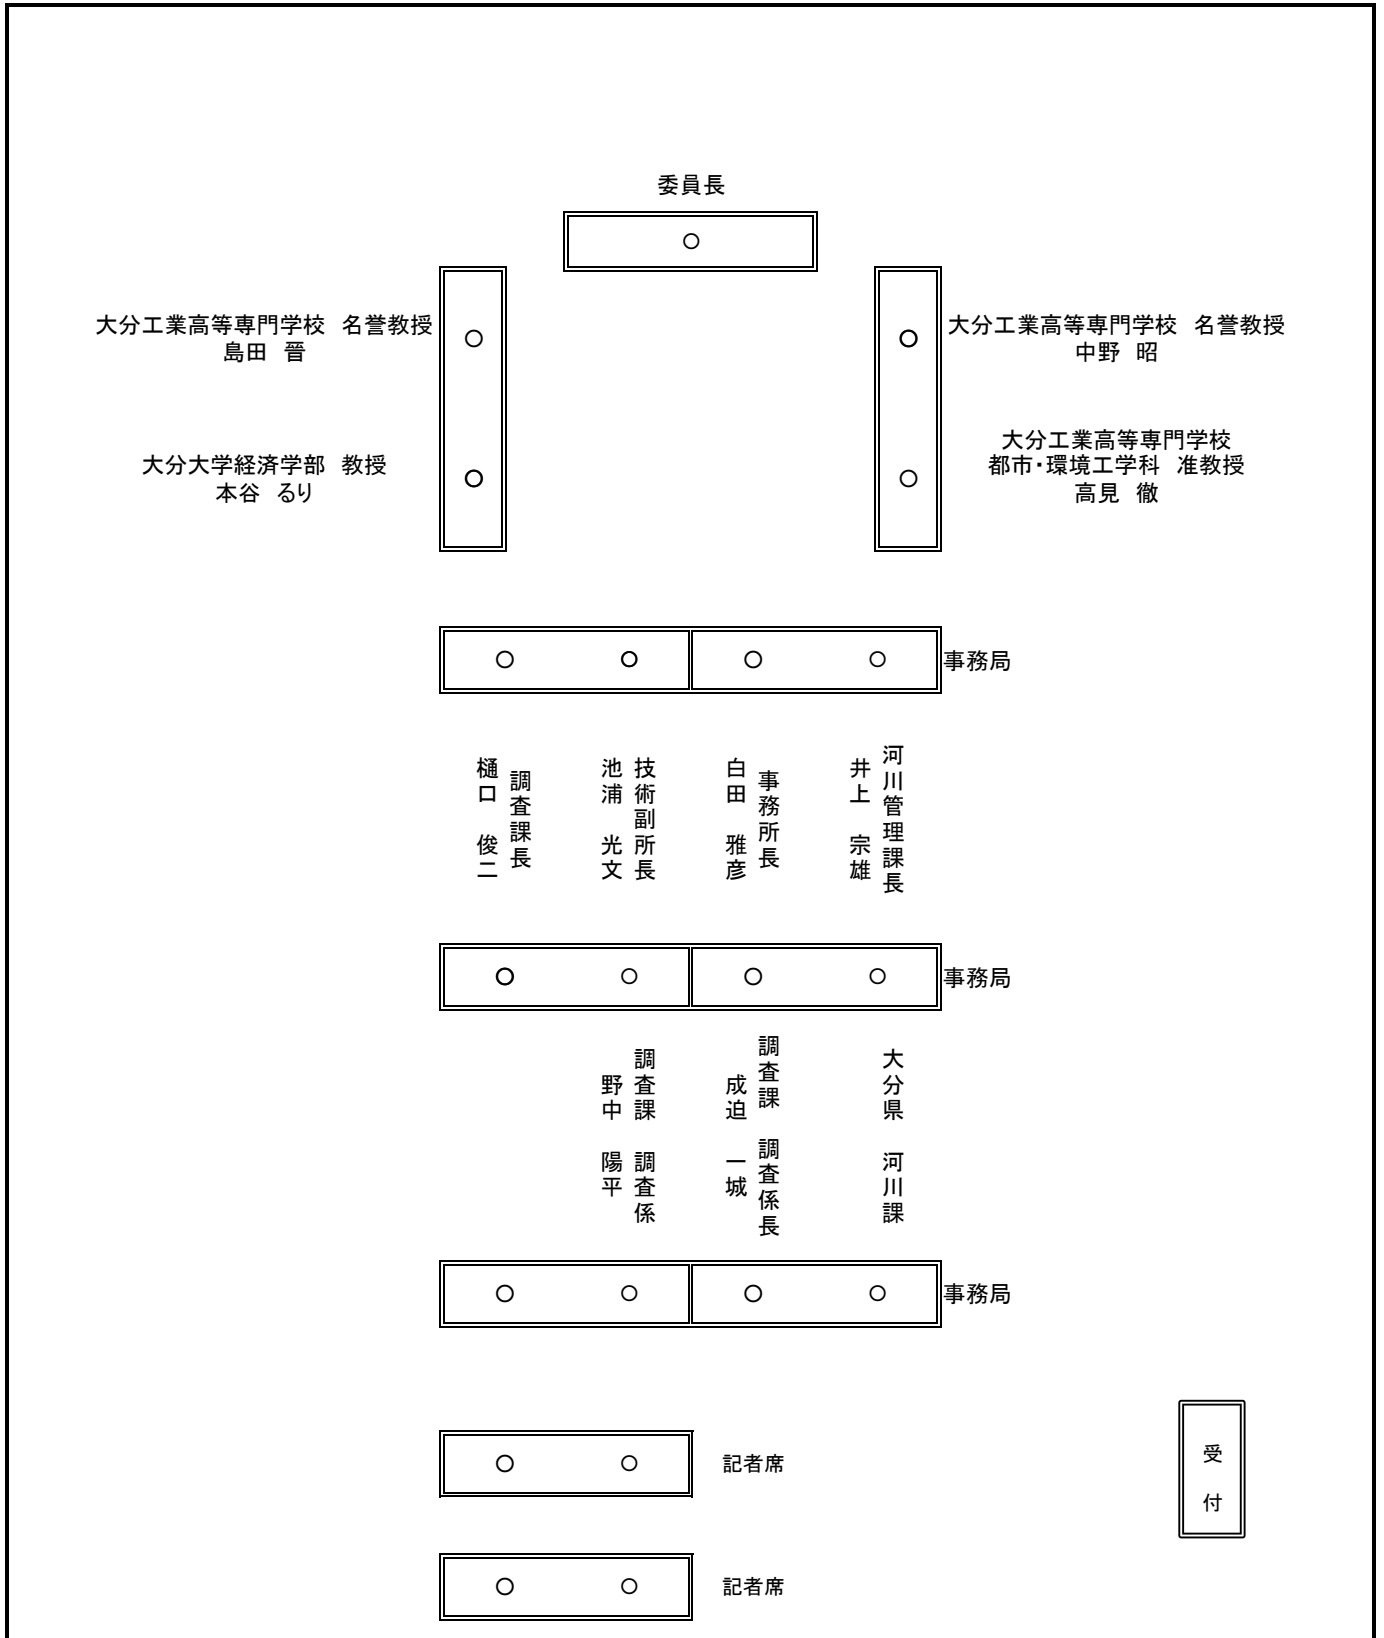 委員長
大分工業高等専門学校　名誉教授
島田　晉
大分工業高等専門学校　名誉教授
中野　昭
大分大学経済学部　教授
本谷　るり
大分工業高等専門学校
都市・環境工学科　准教授
高見　徹
事務局
河川管理課長
井上　宗雄
事務所長
白田　雅彦
技術副所長
池浦　光文
調査課長
樋口　俊二
事務局
大分県　河川課
調査課　調査係長
成迫　一城
調査課　調査係
野中　陽平
事務局
記者席
受付
記者席